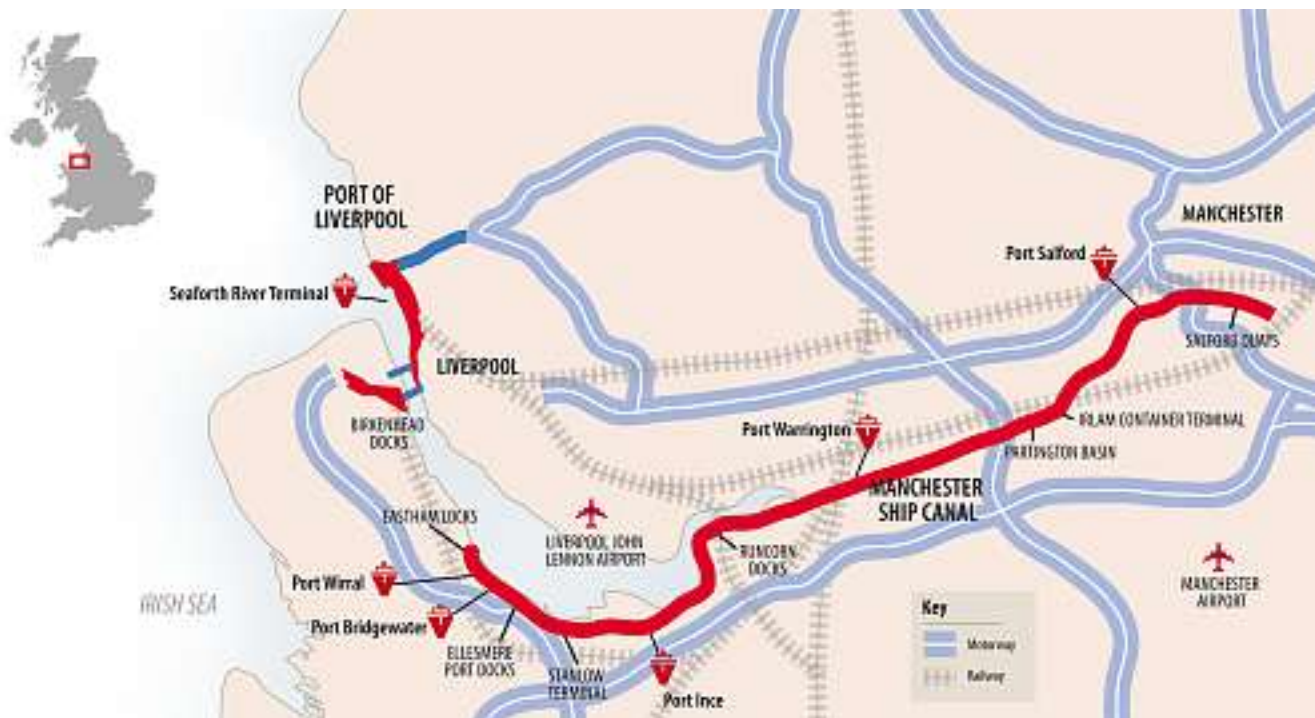 PORT OF
LIVERPOOL
Seaforth River Terminal
LIVERPOOL
BIRKENHEAD
DOCKS
EASTHAM LOCKS
Port Wirral
IRISH SEA
Port Bridgewater
ELLESMERE
PORT DOCKS
STANLOW
TERMINAL
Port Ince
LIVERPOOL JOHN
LENNON AIRPORT
RUNCORN
DOCKS
Port Warrington
MANCHESTER
SHIP CANAL
PARTINGTON BASIN
IRLAM CONTAINER TERMINAL
Port Salford
MANCHESTER
SALFORD QUAYS
MANCHESTER
AIRPORT
Key
Motorway
Railway